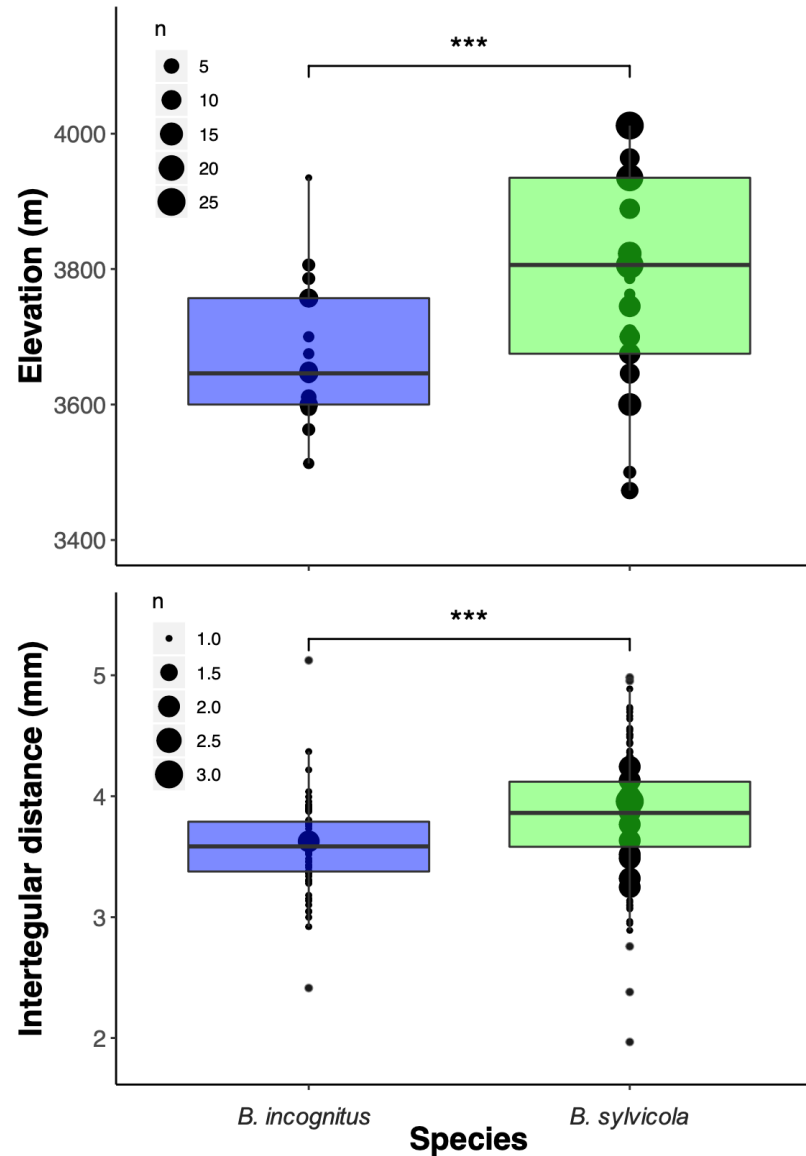 n
5
10
15
20
25
***
4000
3800
3600
3400
Elevation (m)
n
1.0
1.5
2.0
2.5
3.0
***
5
4
3
2
Intertegular distance (mm)
B. incognitus
B. sylvicola
Species